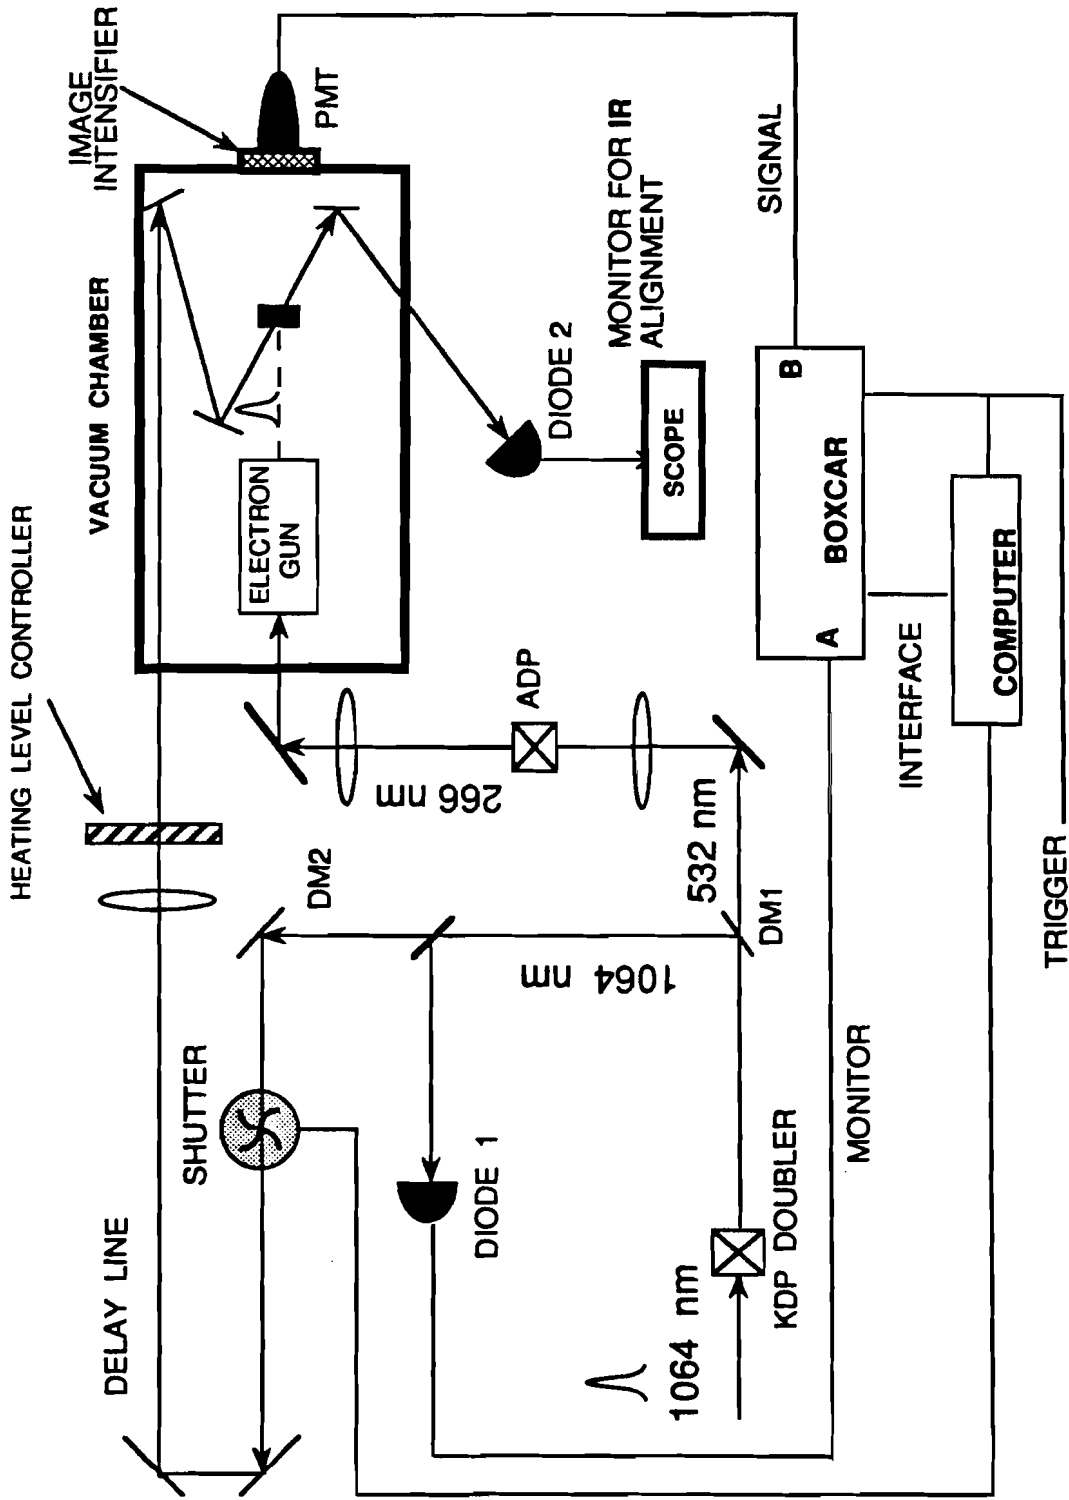 HEATING LEVEL CONTROLLER
IMAGE
INTENSIFIER
DELAY LINE
VACUUM CHAMBER
SHUTTER
DM2
PMT
ELECTRON
GUN
266 nm
ADP
DIODE 1
1064 nm
DIODE 2
MONITOR FOR IR
ALIGNMENT
SCOPE
1064 nm
532 nm
KDP DOUBLER
DM1
SIGNAL
A
B
BOXCAR
MONITOR
INTERFACE
COMPUTER
TRIGGER